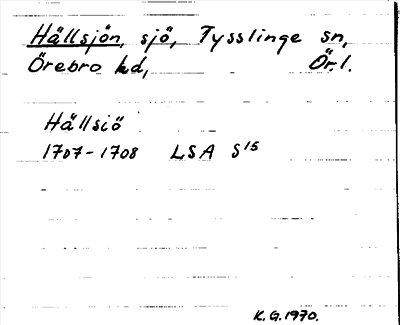 Hällsjön, sjö, Tysslinge sn,
Örebro hd, Ör.l.
Hällsiö
1707-1708 LSA S15
K.G.1970.